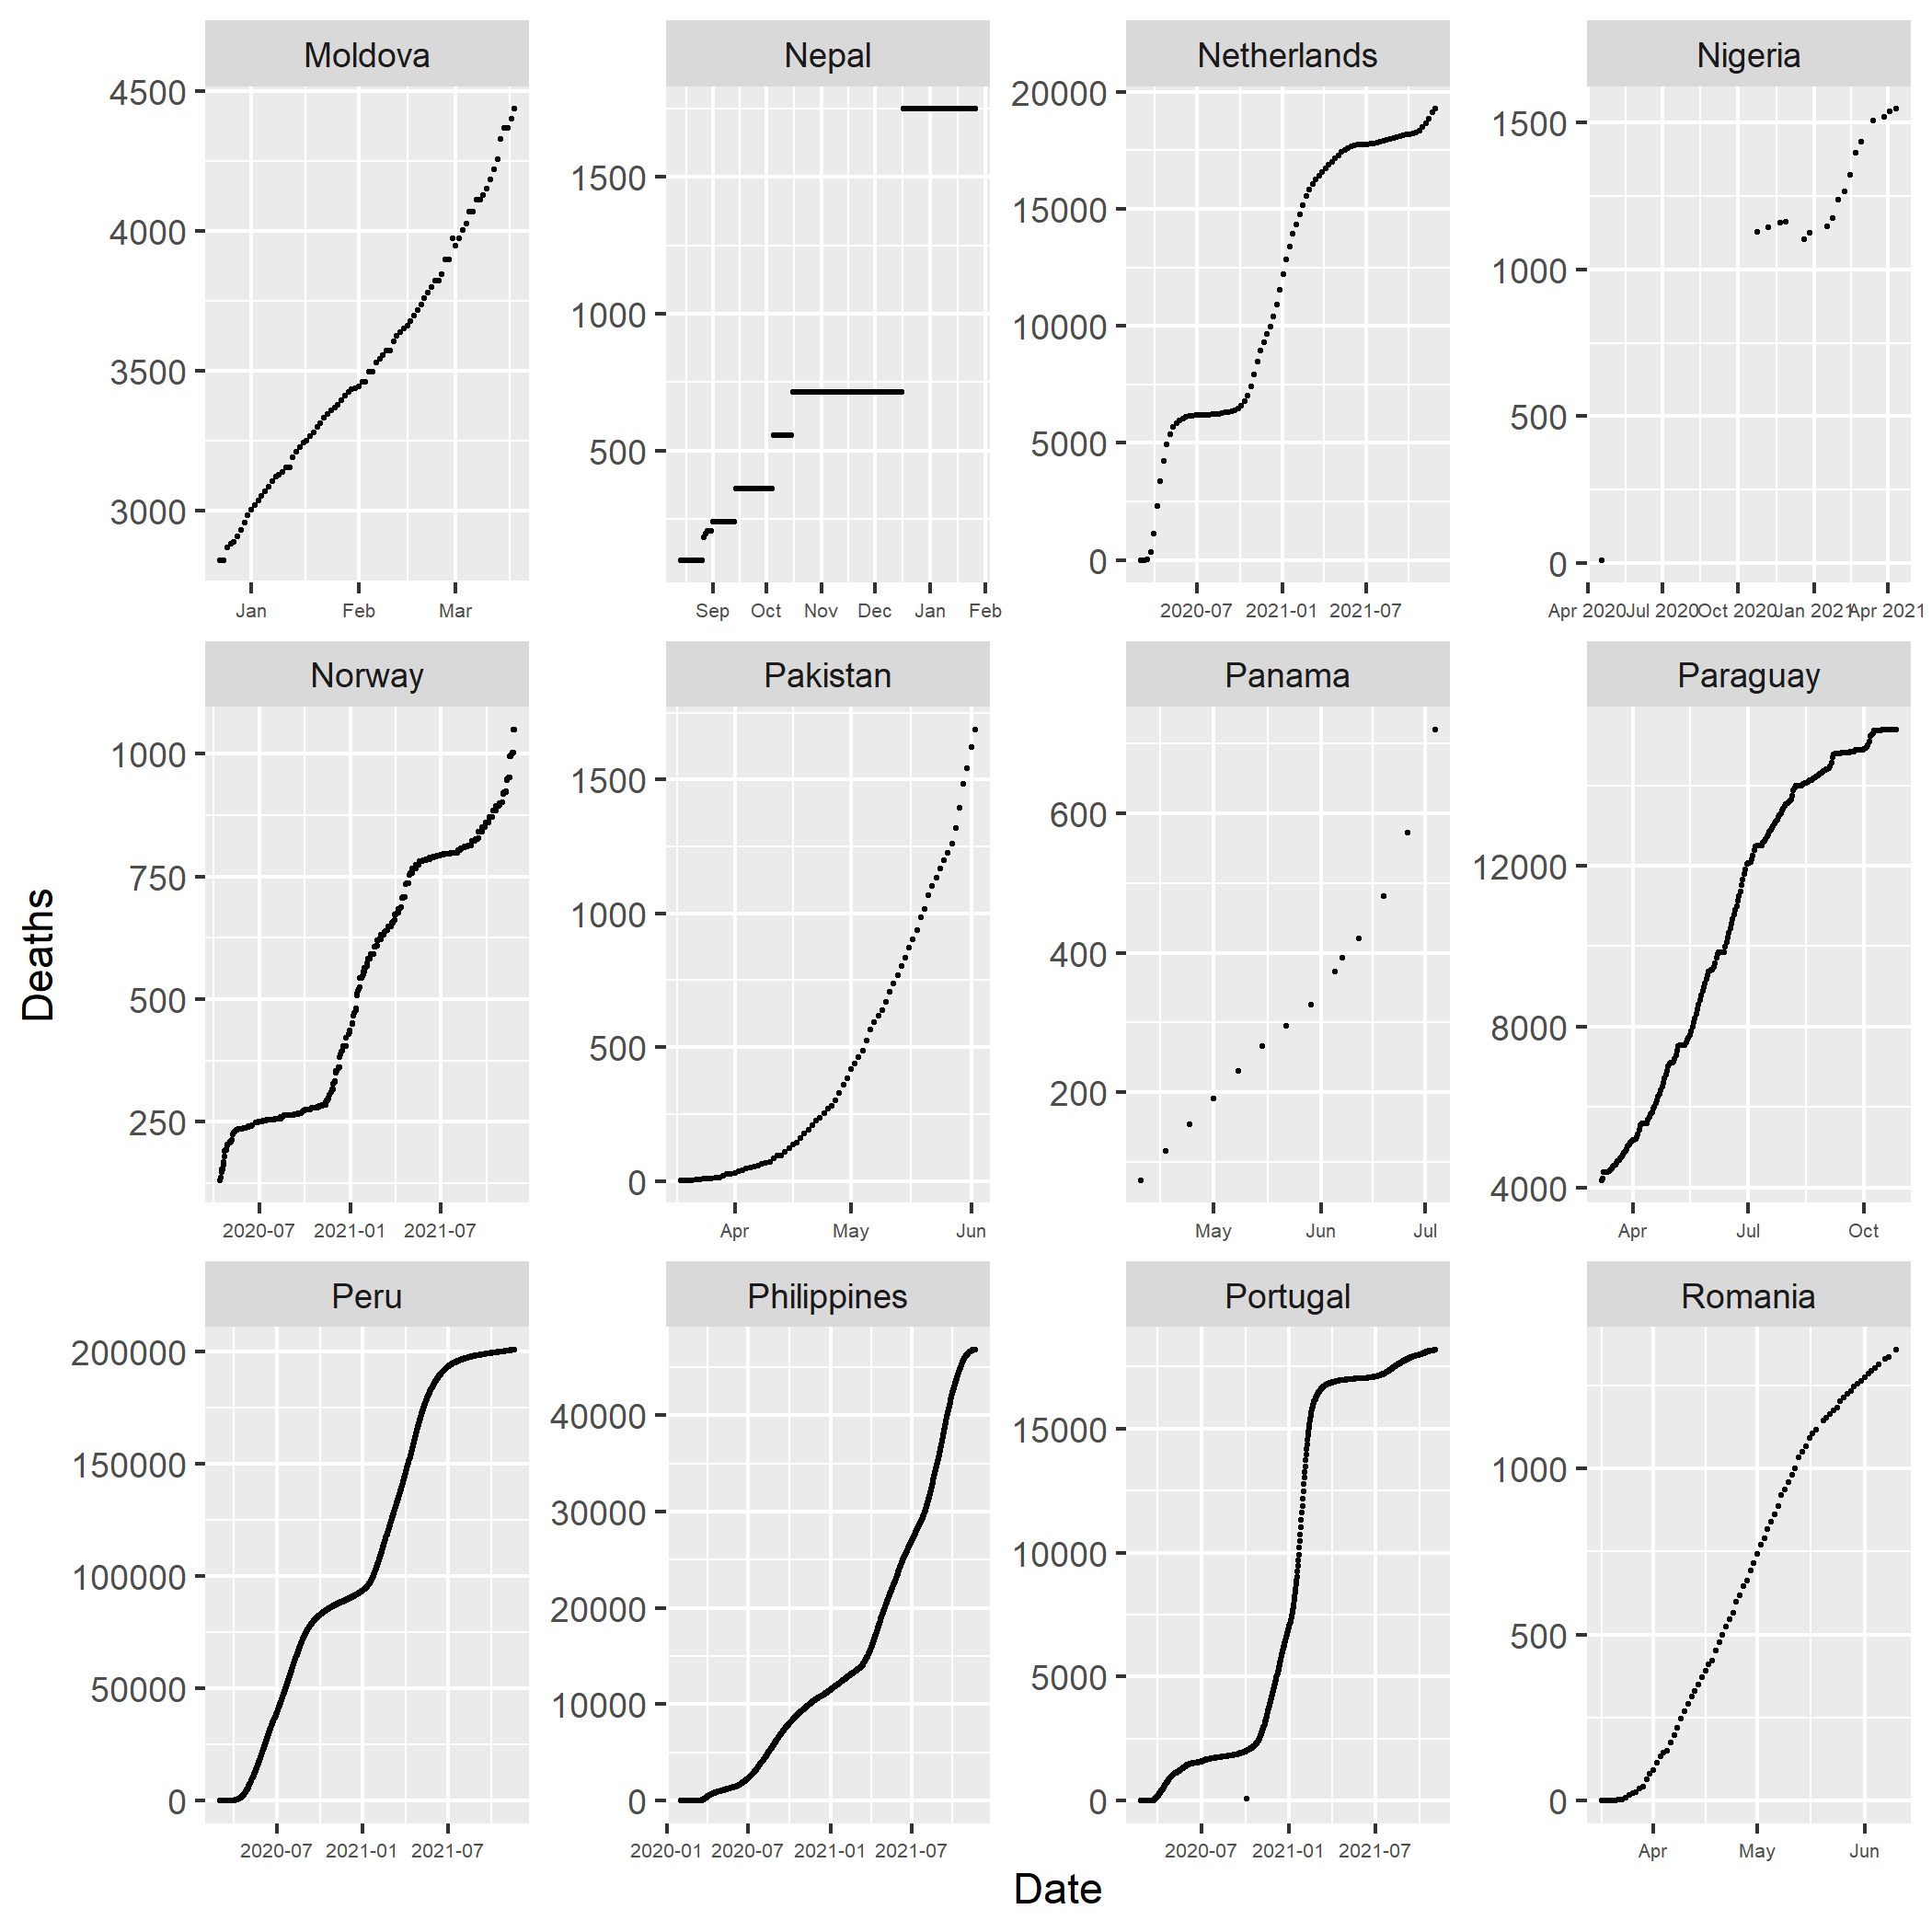 Moldova Nepal Netherlands Nigeria
4500
4000
3500
3000
Jan Feb Mar
1500
1000
500
Sep Oct Nov Dec Jan Feb
20000
15000
10000
5000
0
2020-07 2021-01 2021-07
1500
1000
500
0
Apr 2020 Jul 2020 Oct 2020 Jan 2021 Apr 2021
Norway Pakistan Panama Paraguay
1000
750
500
250
2020-07 2021-01 2021-07
1500
1000
500
0
Apr May Jun
600
400
200
May Jun Jul
12000
8000
4000
Apr Jul Oct
Deaths
Peru Philippines Portugal Romania
200000
150000
100000
50000
0
2020-07 2021-01 2021-07
40000
30000
20000
10000
0
2020-01 2020-07 2021-01 2021-07
15000
10000
5000
0
2020-07 2021-01 2021-07
1000
500
0
Apr May Jun
Date